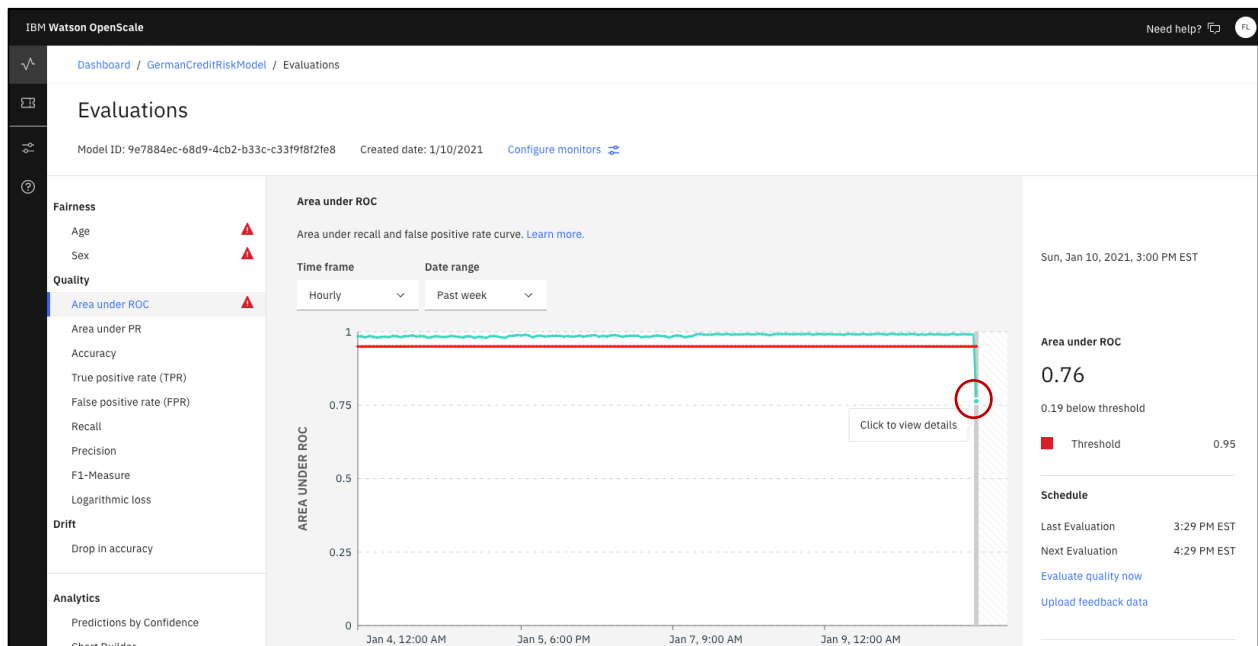 IBM Watson OpenScale
Need help?
FL
Dashboard / GermanCreditRiskModel / Evaluations
Evaluations
Model ID: 9e7884ec-68d9-4cb2-b33c-c33f9f8f2fe8 Created date: 1/10/2021 Configure monitors
Fairness
Age
Sex
Quality
Area under ROC
Area under PR
Accuracy
True positive rate (TPR)
False positive rate (FPR)
Recall
Precision
F1-Measure
Logarithmic loss
Drift
Drop in accuracy
Analytics
Predictions by Confidence
Chart Builder
Area under ROC
Area under recall and false positive rate curve. Learn more.
Time frame Date range
Hourly Past week
1
0.75
0.5
0.25
0
AREA UNDER ROC
Click to view details
Jan 4, 12:00 AM Jan 5, 6:00 PM Jan 7, 9:00 AM Jan 9, 12:00 AM
Sun, Jan 10, 2021, 3:00 PM EST
Area under ROC
0.76
0.19 below threshold
Threshold 0.95
Schedule
Last Evaluation 3:29 PM EST
Next Evaluation 4:29 PM EST
Evaluate quality now
Upload feedback data